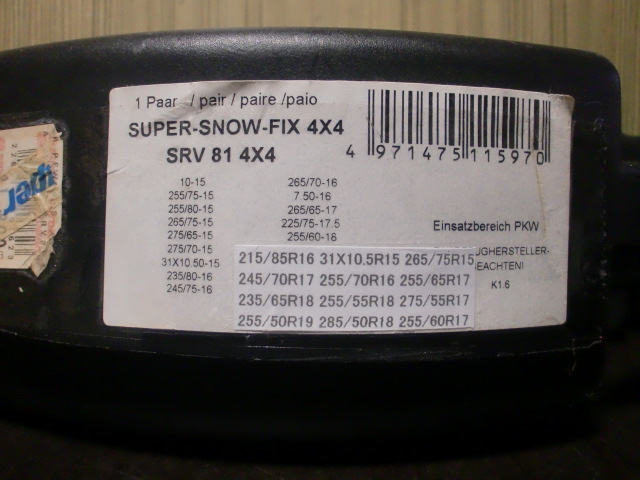 1 Paar / pair / paire /paio
SUPER-SNOW-FIX 4X4
SRV 81 4X4
4 971475 115970
10-15
255/75-15
255/80-15
265/75-15
275/65-15
275/70-15
31X10.50-15
235/80-16
245/75-16
265/70-16
7.50-16
265/65-17
225/75-17.5
255/60-18
Einsatzbereich PKW
UGHERSTELLER-
EACHTEN!
K1.6
215/85R16 31X10.5R15 265/75R15
245/70R17 255/70R16 255/65R17
235/65R18 255/55R18 275/55R17
255/50R19 285/50R18 255/60R17